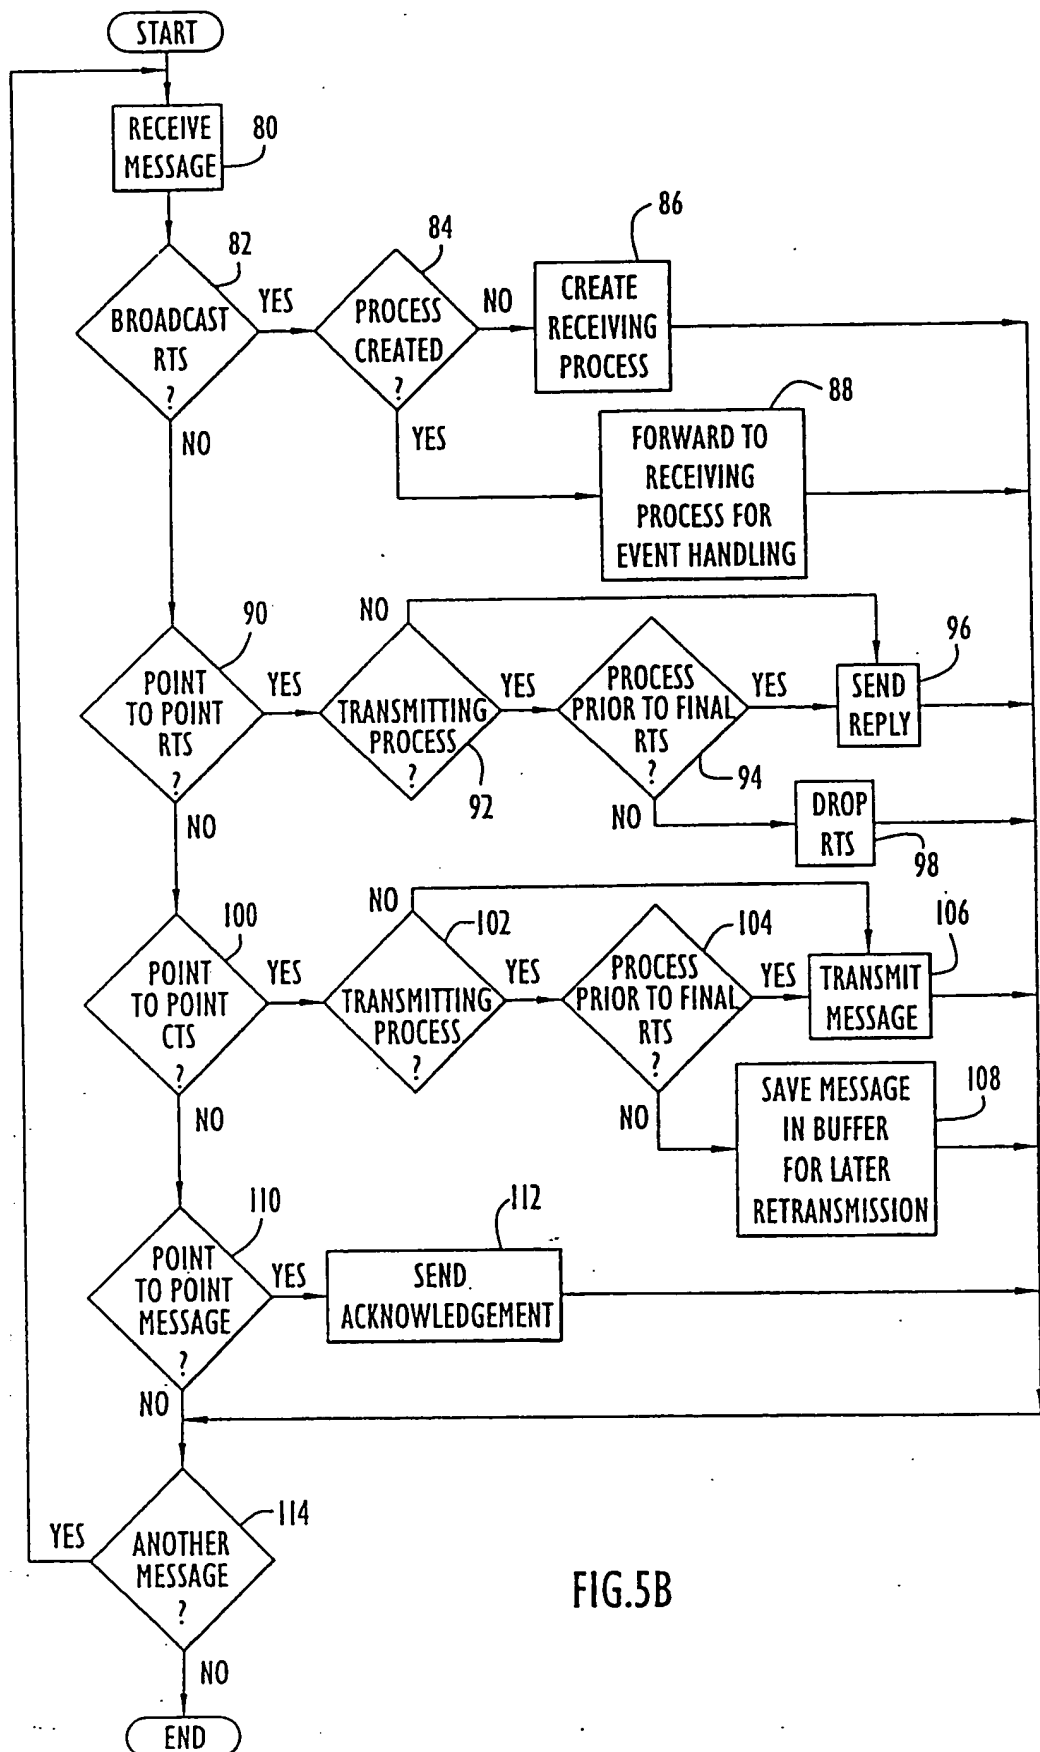 START
RECEIVE
MESSAGE
80
82
BROADCAST
RTS
?
YES
NO
84
PROCESS
CREATED
?
NO
YES
86
CREATE
RECEIVING
PROCESS
88
FORWARD TO
RECEIVING
PROCESS FOR
EVENT HANDLING
90
POINT
TO POINT
RTS
?
YES
NO
NO
TRANSMITTING
PROCESS
?
92
YES
PROCESS
PRIOR TO FINAL
RTS
?
94
YES
NO
96
SEND
REPLY
DROP
RTS
98
100
POINT
TO POINT
CTS
?
YES
NO
NO
102
TRANSMITTING
PROCESS
?
YES
104
PROCESS
PRIOR TO FINAL
RTS
?
YES
NO
106
TRANSMIT
MESSAGE
108
SAVE MESSAGE
IN BUFFER
FOR LATER
RETRANSMISSION
110
POINT
TO POINT
MESSAGE
?
YES
NO
112
SEND
ACKNOWLEDGEMENT
114
ANOTHER
MESSAGE
?
YES
NO
END
FIG.5B